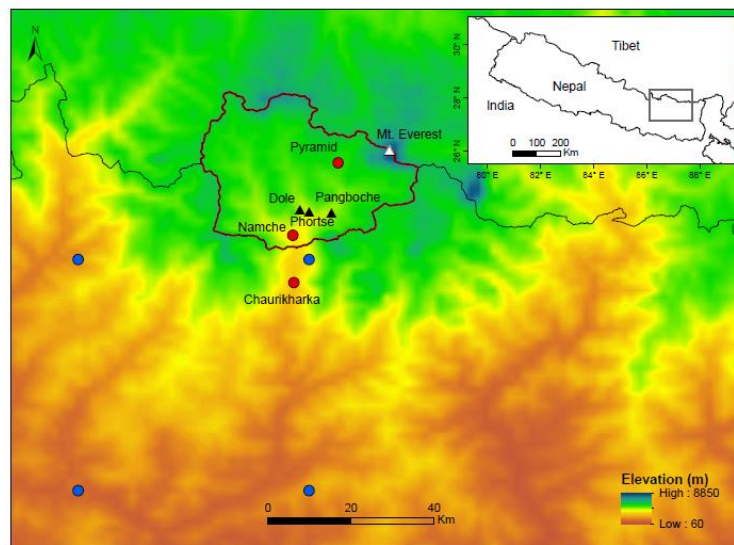 N
Tibet
Nepal
India
0 100 200
Km
30° N
28° N
26° N
80° E
82° E
84° E
86° E
88° E
Mt. Everest
Pyramid
Dole
Pangboche
Phortse
Namche
Chaurikharka
Elevation (m)
High : 8850
Low : 60
0 20 40
Km